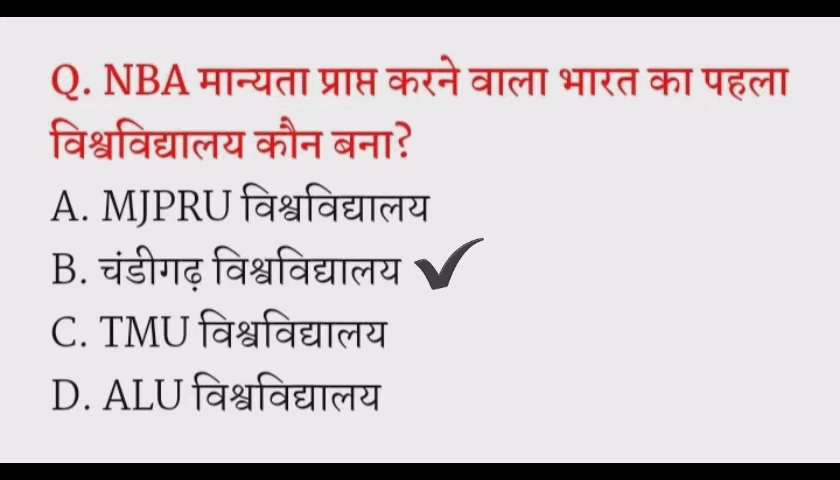 Q. NBA मान्यता प्राप्त करने वाला भारत का पहला
विश्वविद्यालय कौन बना?
A. MJPRU विश्वविद्यालय
B. चंडीगढ़ विश्वविद्यालय
C. TMU विश्वविद्यालय
D. ALU विश्वविद्यालय